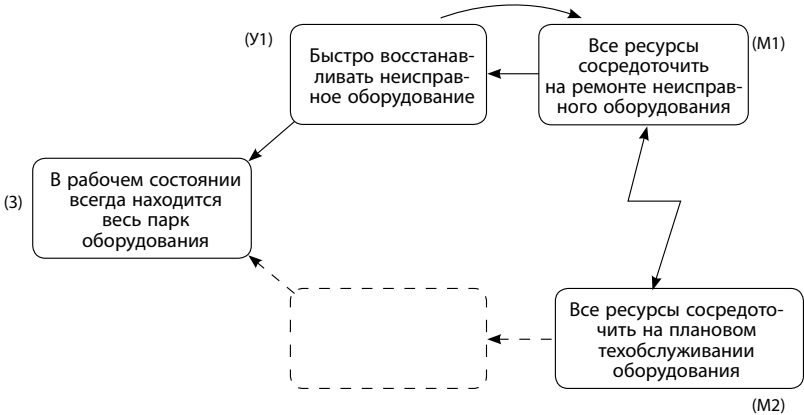 (У1)
Быстро восстанав-
ливать неисправ-
ное оборудование
Все ресурсы
сосредоточить
на ремонте неисправ-
ного оборудования
(М1)
(З)
В рабочем состоянии
всегда находится
весь парк
оборудования
Все ресурсы сосредото-
чить на плановом
техобслуживании
оборудования
(М2)